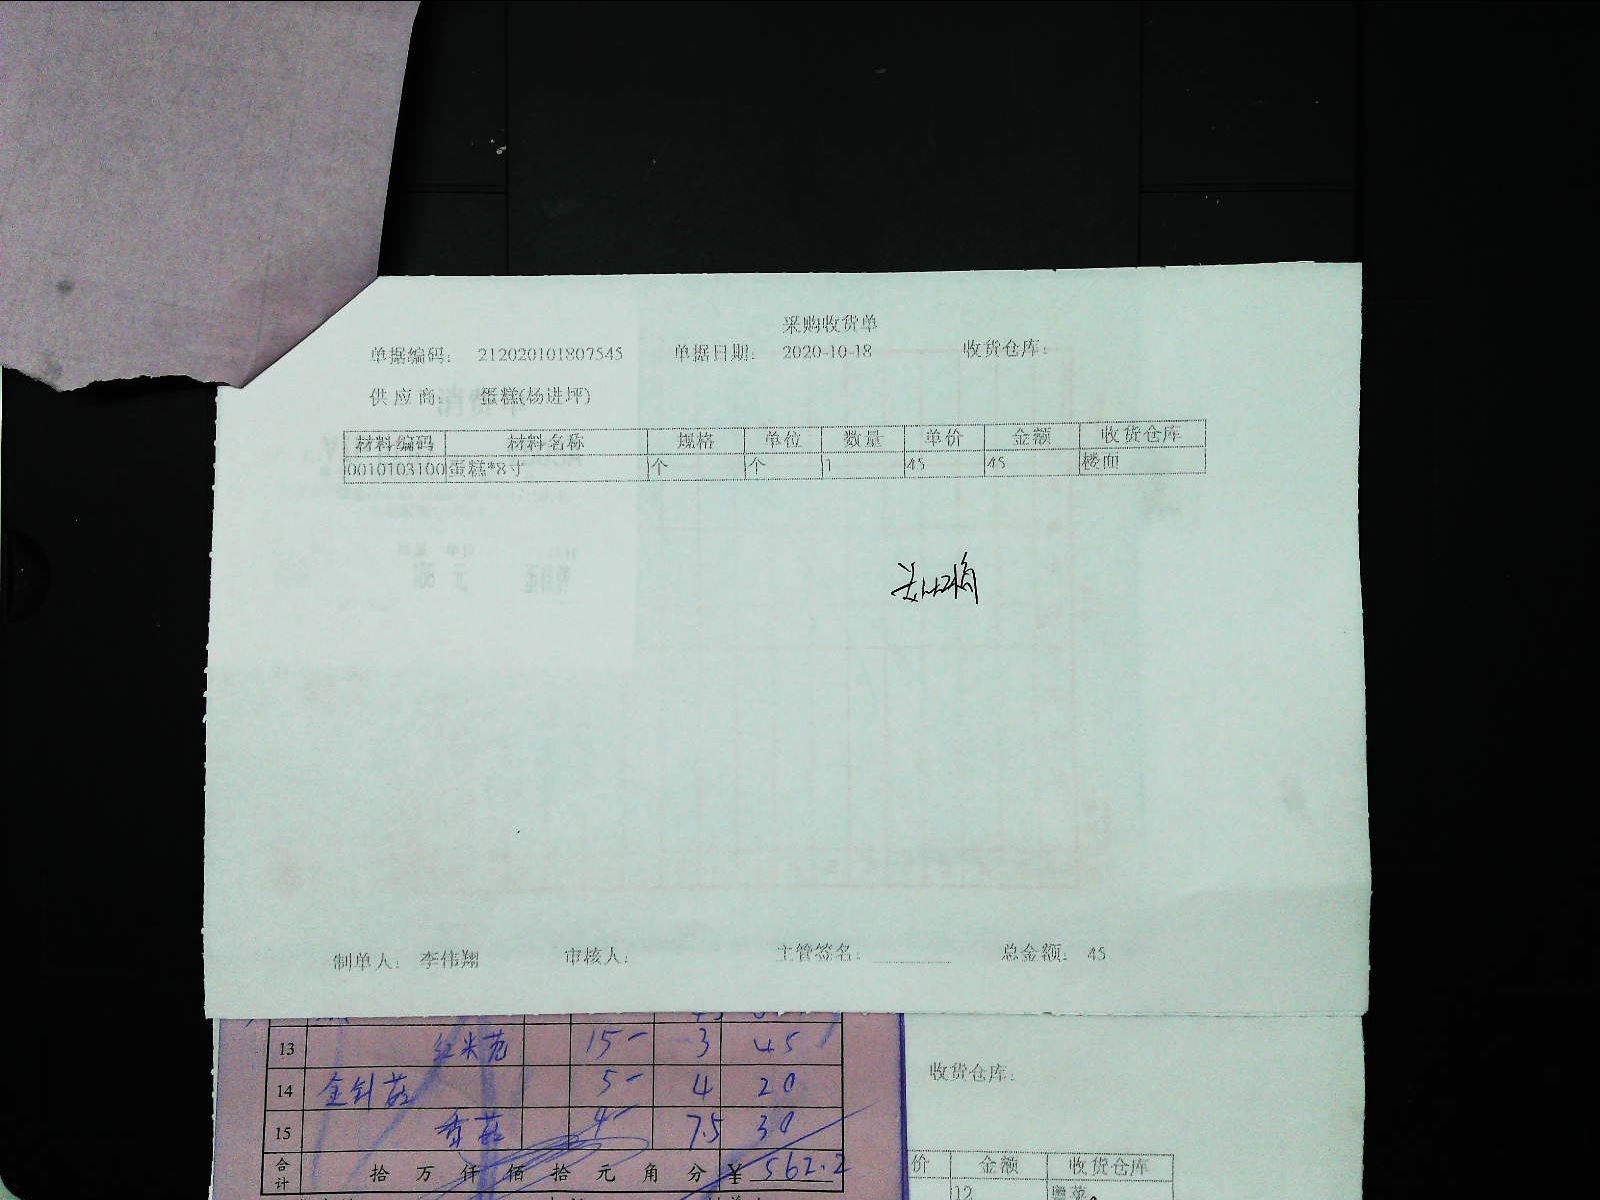 采购收货单
单据编码： 212020101807545 单据日期： 2020-10-18 收货仓库：
供应商： 蛋糕(杨进坪)
材料编码 材料名称 规格 单位 数量 单价 金额 收货仓库
0010103100 蛋糕*8寸 个 个 1 45 45 楼面
制单人： 李伟翔 审核人： 主管签名： 总金额： 45
13 红米苋 15- 3 45
14 金针菇 5- 4 20
15 香菇 4- 7.5 30
合计 拾 万 仟 佰 拾 元 角 分 ¥ 562.2
收货仓库：
价 金额 收货仓库
12